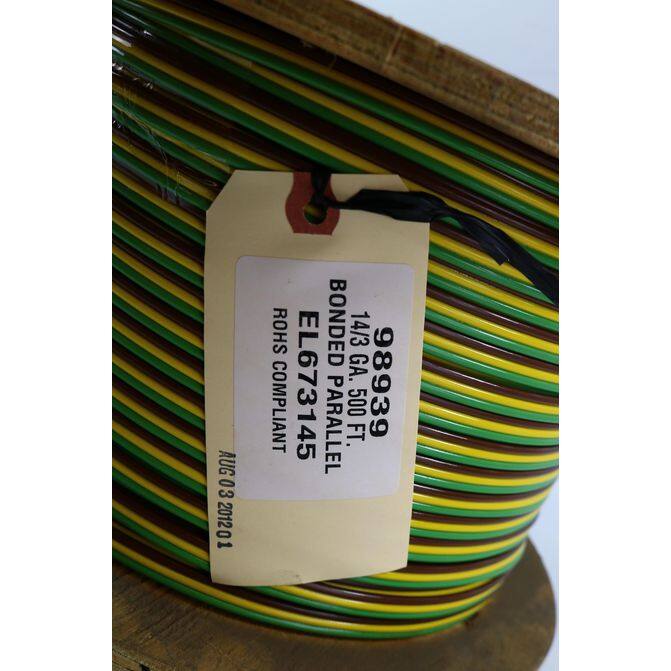 98939
14/3 GA. 500 FT.
BONDED PARALLEL
EL673145
ROHS COMPLIANT
AUG 03 2012 01